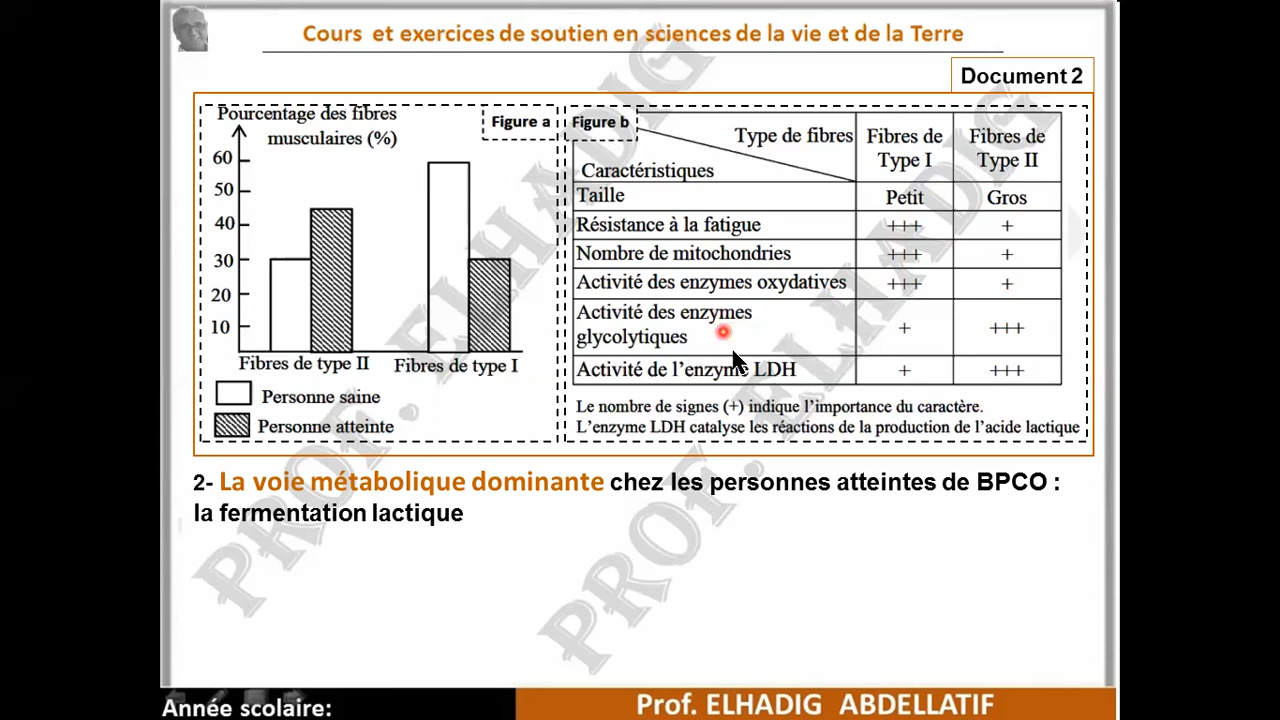 Cours et exercices de soutien en sciences de la vie et de la Terre
Document 2
Pourcentage des fibres
musculaires (%)
Figure a
60
50
40
30
20
10
Fibres de type II
Fibres de type I
Personne saine
Personne atteinte
Figure b
Type de fibres
Caractéristiques
Fibres de Type I
Fibres de Type II
Taille Petit Gros
Résistance à la fatigue +++ +
Nombre de mitochondries +++ +
Activité des enzymes oxydatives +++ +
Activité des enzymes
glycolytiques + +++
Activité de l'enzyme LDH + +++
Le nombre de signes (+) indique l'importance du caractère.
L'enzyme LDH catalyse les réactions de la production de l'acide lactique
2- La voie métabolique dominante chez les personnes atteintes de BPCO :
la fermentation lactique
PROF. ELHADIG
PROF. ELHADIG
Année scolaire:
Prof. ELHADIG ABDELLATIF